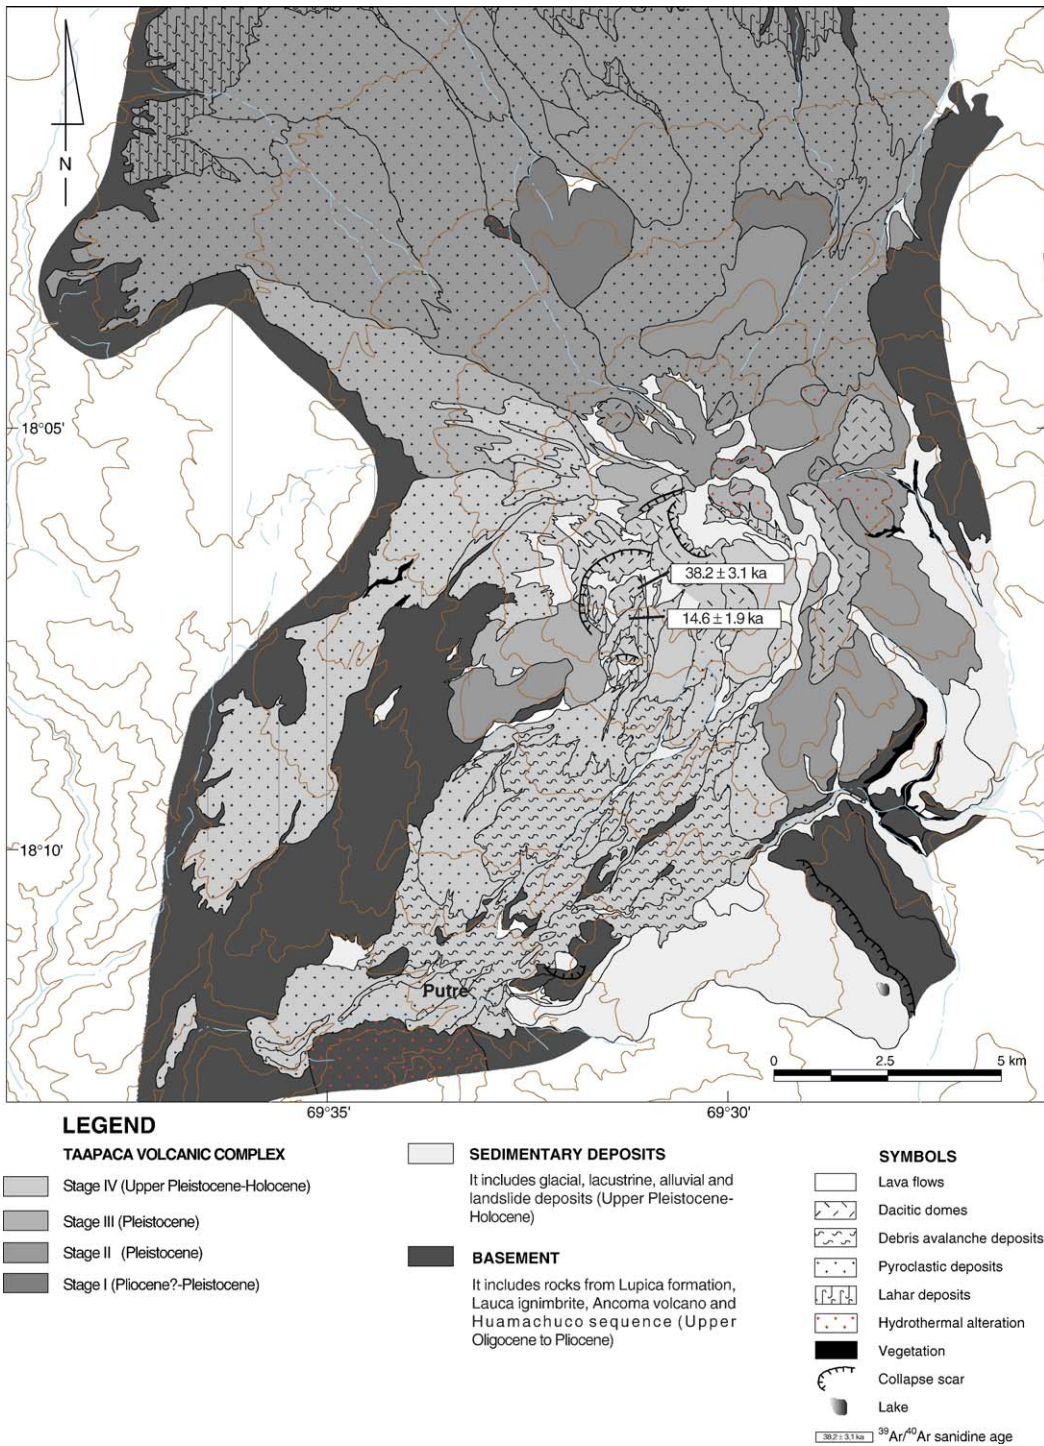 N
18°05'
38.2 ± 3.1 ka
14.6 ± 1.9 ka
18°10'
Putre
0 2.5 5 km
69°35' 69°30'
LEGEND
TAAPACA VOLCANIC COMPLEX
Stage IV (Upper Pleistocene-Holocene)
Stage III (Pleistocene)
Stage II (Pleistocene)
Stage I (Pliocene?-Pleistocene)
SEDIMENTARY DEPOSITS
It includes glacial, lacustrine, alluvial and
landslide deposits (Upper Pleistocene-
Holocene)
BASEMENT
It includes rocks from Lupica formation,
Lauca ignimbrite, Ancoma volcano and
Huamachuco sequence (Upper
Oligocene to Pliocene)
SYMBOLS
Lava flows
Dacitic domes
Debris avalanche deposits
Pyroclastic deposits
Lahar deposits
Hydrothermal alteration
Vegetation
Collapse scar
Lake
38.2 ± 3.1 ka ³⁹Ar/⁴⁰Ar sanidine age